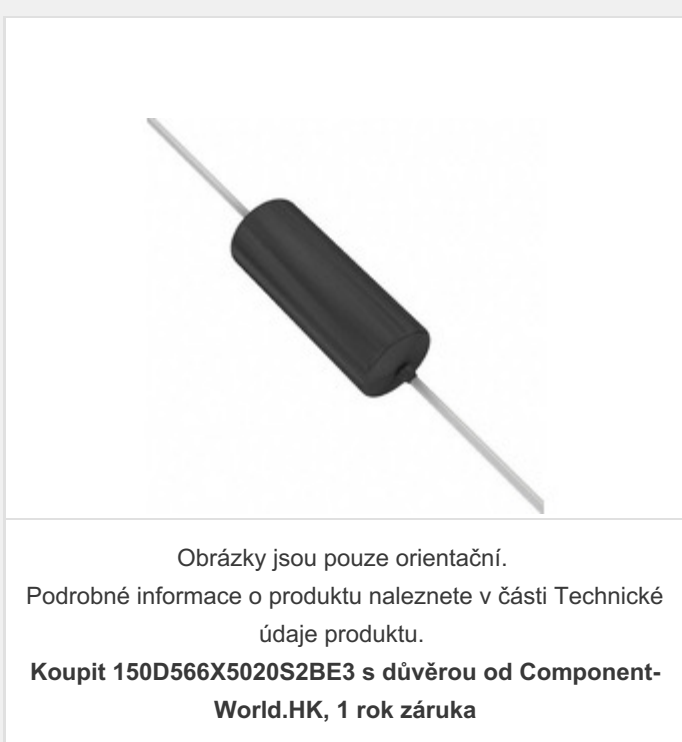 Obrázky jsou pouze orientační.
Podrobné informace o produktu naleznete v části Technické
údaje produktu.
Koupit 150D566X5020S2BE3 s důvěrou od Component-
World.HK, 1 rok záruka